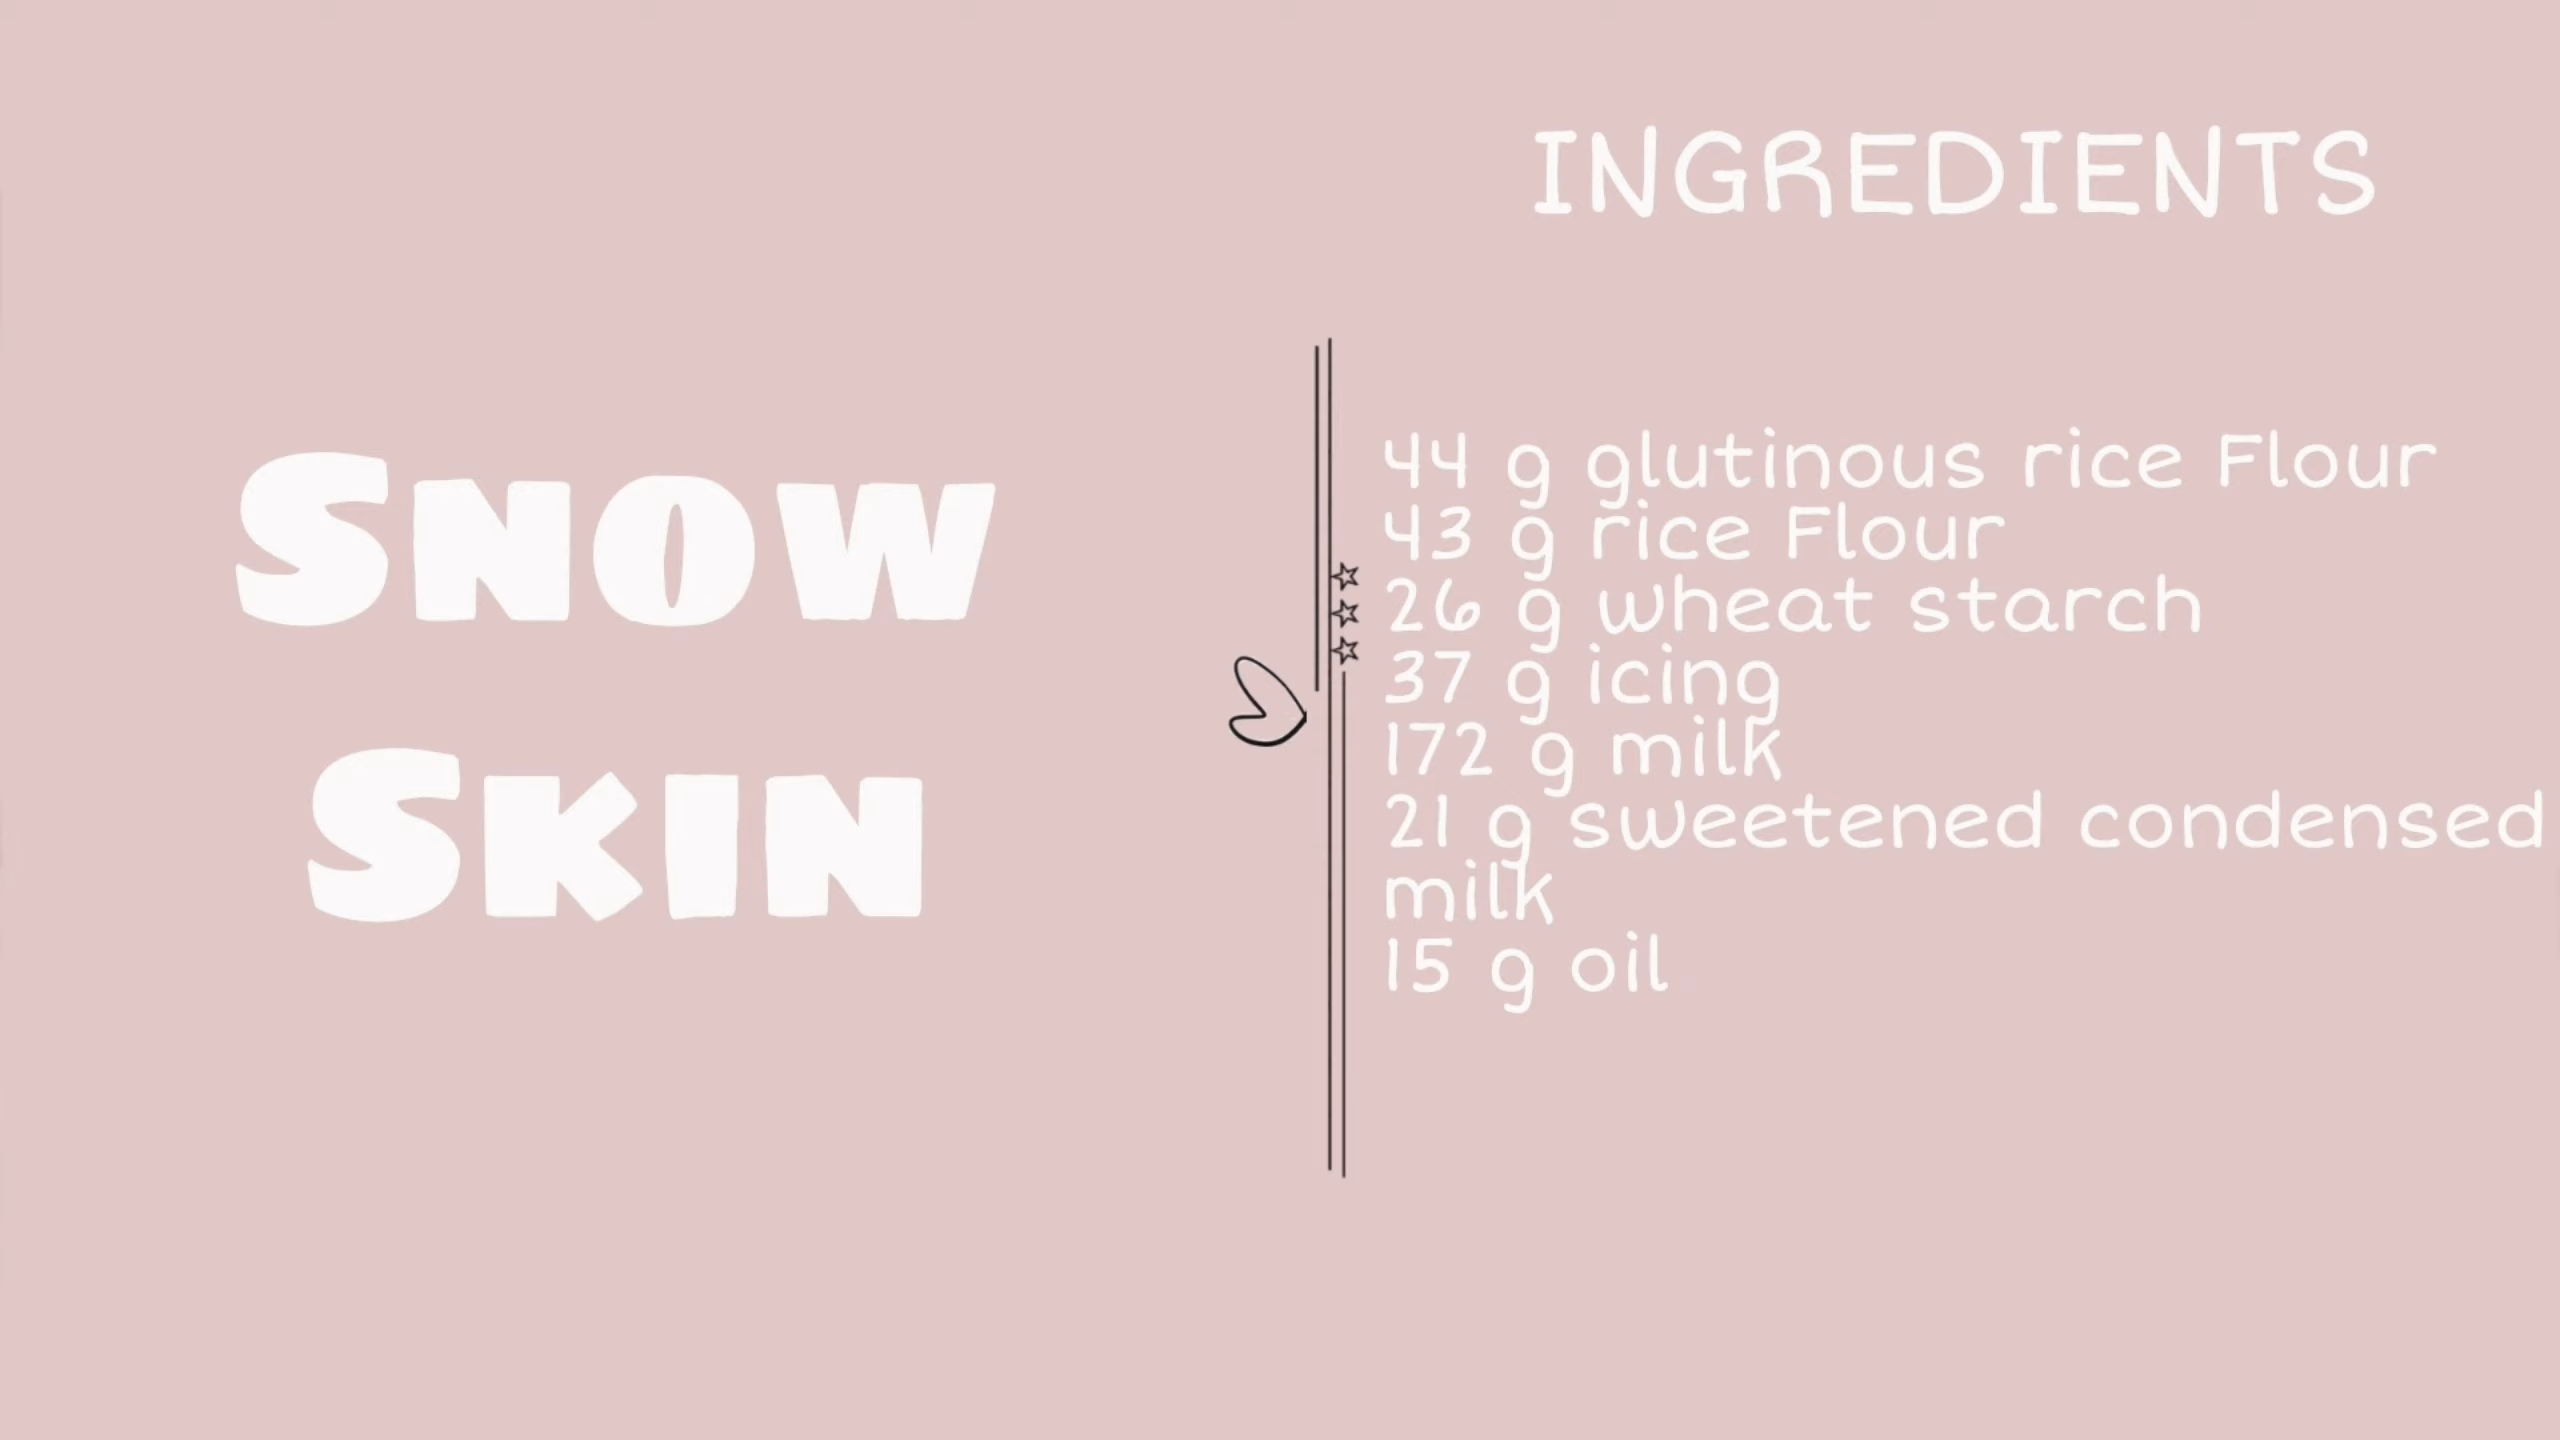 Snow
Skin
INGREDIENTS
44 g glutinous rice Flour
43 g rice Flour
26 g wheat starch
37 g icing
172 g milk
21 g sweetened condensed
milk
15 g oil